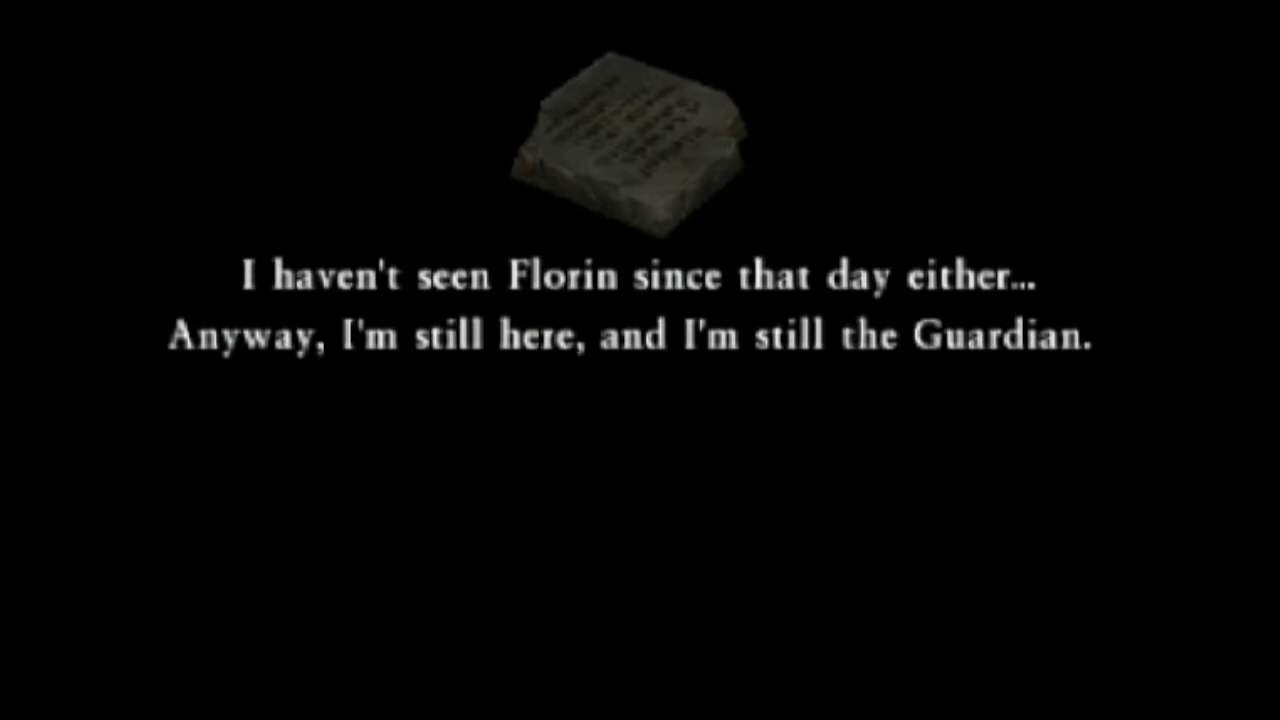 I haven't seen Florin since that day either...
Anyway, I'm still here, and I'm still the Guardian.